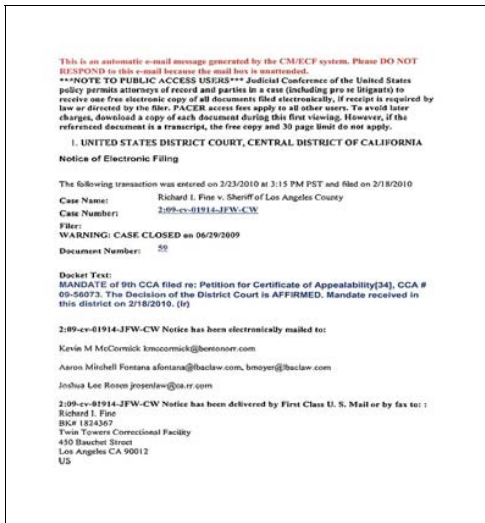 This is an automatic e-mail message generated by the CM/ECF system. Please DO NOT
RESPOND to this e-mail because the mail box is unattended.
***NOTE TO PUBLIC ACCESS USERS*** Judicial Conference of the United States
policy permits attorneys of record and parties in a case (including pro se litigants) to
receive one free electronic copy of all documents filed electronically, if receipt is required by
law or directed by the filer. PACER access fees apply to all other users. To avoid later
charges, download a copy of each document during this first viewing. However, if the
referenced document is a transcript, the free copy and 30 page limit do not apply.
1. UNITED STATES DISTRICT COURT, CENTRAL DISTRICT OF CALIFORNIA
Notice of Electronic Filing
The following transaction was entered on 2/23/2010 at 3:15 PM PST and filed on 2/18/2010
Case Name: Richard I. Fine v. Sheriff of Los Angeles County
Case Number: 2:09-cv-01914-JFW-CW
Filer:
WARNING: CASE CLOSED on 06/29/2009
Document Number: 59
Docket Text:
MANDATE of 9th CCA filed re: Petition for Certificate of Appealability[34], CCA #
09-56073. The Decision of the District Court is AFFIRMED. Mandate received in
this district on 2/18/2010. (lr)
2:09-cv-01914-JFW-CW Notice has been electronically mailed to:
Kevin M McCormick kmccormick@bentonorr.com
Aaron Mitchell Fontana afontana@lbaclaw.com, bmoyer@lbaclaw.com
Joshua Lee Rosen jrosenlaw@ca.rr.com
2:09-cv-01914-JFW-CW Notice has been delivered by First Class U. S. Mail or by fax to: :
Richard I. Fine
BK# 1824367
Twin Towers Correctional Facility
450 Bauchet Street
Los Angeles CA 90012
US